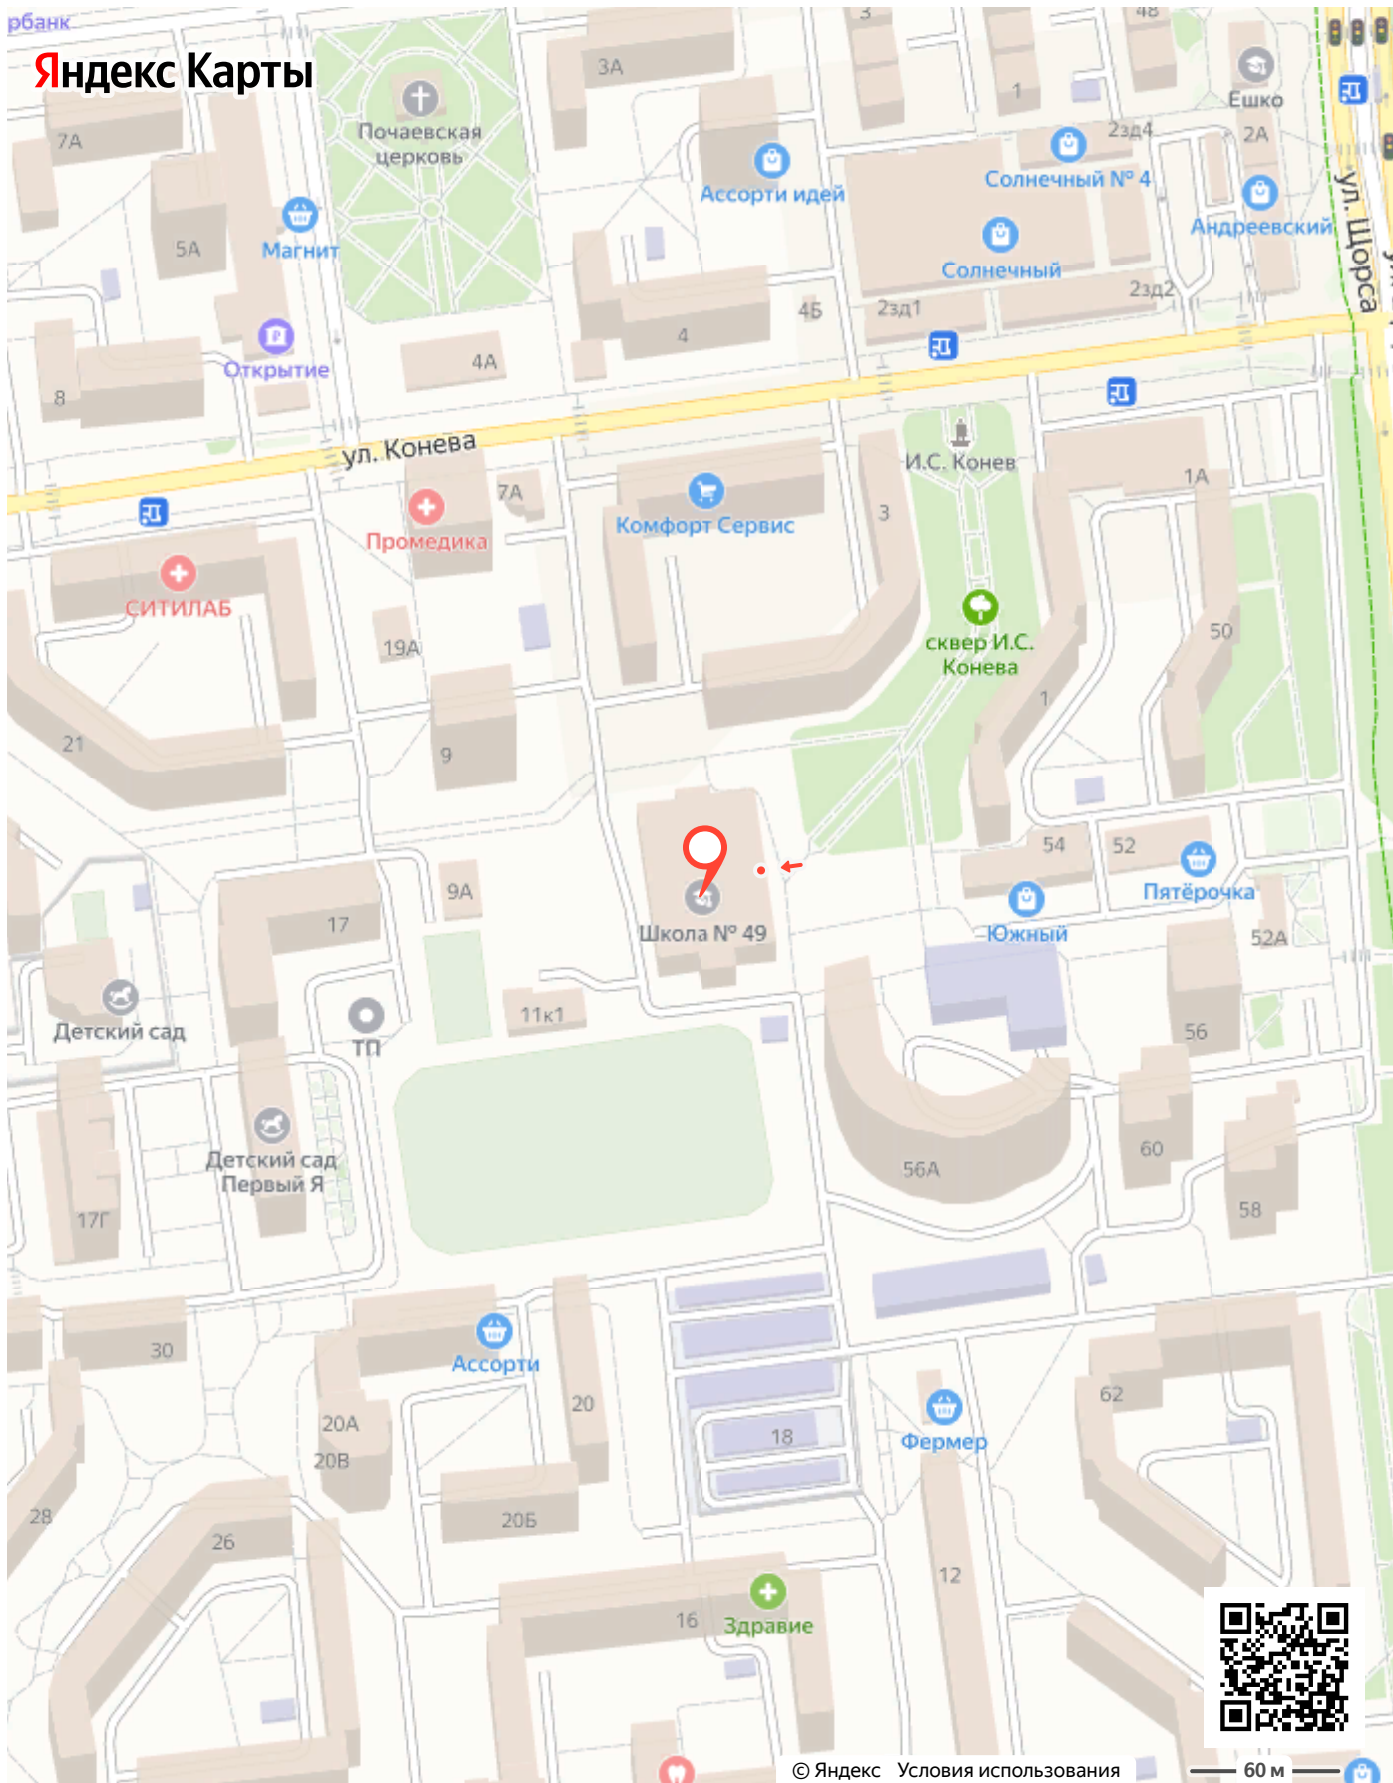 рбанк
Яндекс Карты
3А
3
48
1
Ешко
Почаевская
церковь
7А
2зд4
2А
Ассорти идей
Солнечный № 4
ул. Щорса
Андреевский
5А
Магнит
Солнечный
2зд2
2зд1
4Б
4
4А
Открытие
8
ул. Конева
И.С. Конев
1А
7А
3
Комфорт Сервис
Промедика
СИТИЛАБ
50
19А
сквер И.С.
Конева
1
21
9
54
52
Пятёрочка
9А
17
Школа № 49
Южный
52А
11к1
Детский сад
ТП
56
60
56А
Детский сад
Первый Я
17Г
58
30
Ассорти
62
20
20А
18
Фермер
20В
28
20Б
26
12
16
Здравие
© Яндекс Условия использования
60 м